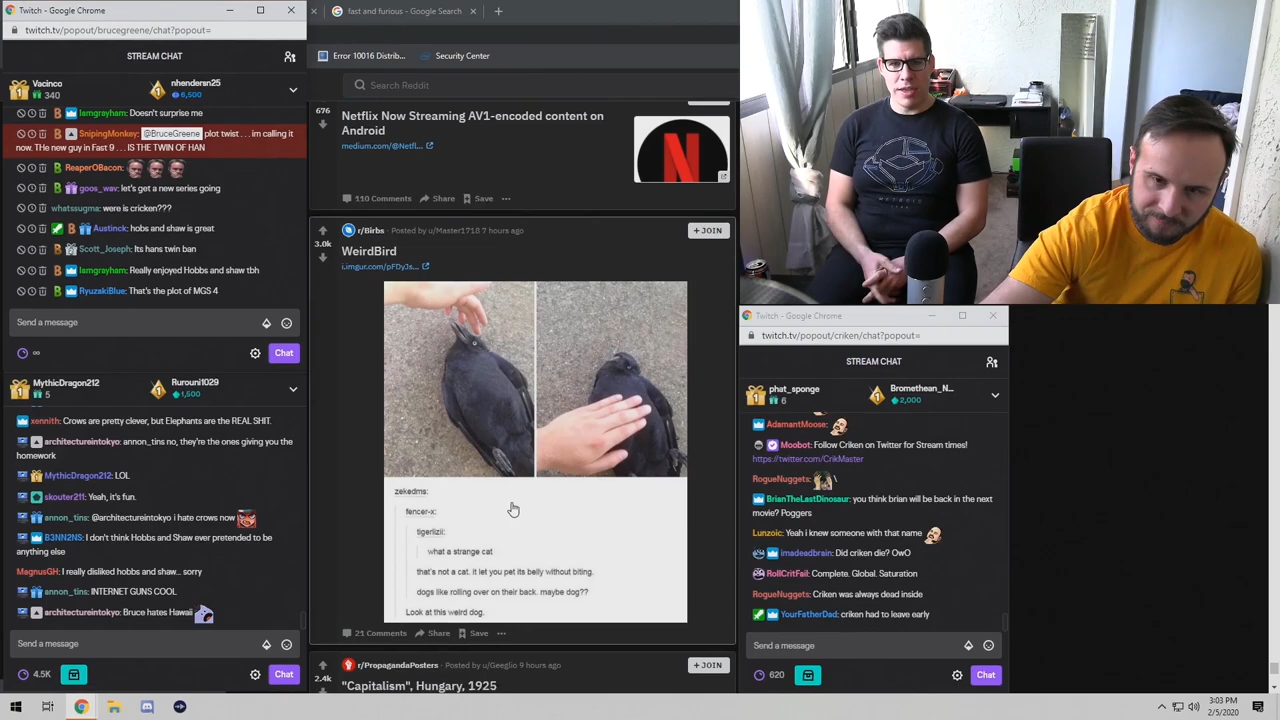 Twitch - Google Chrome
twitch.tv/popout/brucegreene/chat?popout=
STREAM CHAT
Vacinco
340
nhammn25
6,500
Iamgrayham: Doesn't surprise me
SnipingMonkey: @BruceGreene plot twist . . . im calling it
now. THe new guy in Fast 9 . . . IS THE TWIN OF HAN
ReaperOBacon:
goos_wav: let's get a new series going
whatssugma: were is cricken???
Austinck: hobs and shaw is great
Scott_Joseph: Its hans twin ban
Iamgrayham: Really enjoyed Hobbs and shaw tbh
RyuzakiBlue: That's the plot of MGS 4
Send a message
∞
Chat
MythicDragon212
5
Rurouni1029
1,500
xennith: Crows are pretty clever, but Elephants are the REAL SHIT.
architectureintokyo: annon_tins no, they're the ones giving you the
homework
MythicDragon212: LOL
skouter211: Yeah, it's fun.
annon_tins: @architectureintokyo i hate crows now
B3N12NS: I don't think Hobbs and Shaw ever pretended to be
anything else
MagnusGH: I really disliked hobbs and shaw... sorry
annon_tins: INTERNET GUNS COOL
architectureintokyo: Bruce hates Hawaii
Send a message
4.5K
Chat
fast and furious - Google Search
Error 10016 Distrib...
Security Center
Search Reddit
676
Netflix Now Streaming AV1-encoded content on
Android
medium.com/@Netfl...
N
110 Comments
Share
Save
r/Birbs
Posted by u/Master1718 7 hours ago
+ JOIN
3.0k
WeirdBird
i.imgur.com/pFDyJs...
zekedms:
fencer-x:
tigerlizii:
what a strange cat
that's not a cat. it let you pet its belly without biting.
dogs like rolling over on their back. maybe dog??
Look at this weird dog.
21 Comments
Share
Save
r/PropagandaPosters
Posted by u/Geeglio 9 hours ago
+ JOIN
2.4k
"Capitalism", Hungary, 1925
Twitch - Google Chrome
twitch.tv/popout/criken/chat?popout=
STREAM CHAT
phat_sponge
6
Bromethean_N...
2,000
AdamantMoose:
Moobot: Follow Criken on Twitter for Stream times!
https://twitter.com/CrikMaster
RogueNuggets: \
BrianTheLastDinosaur: you think brian will be back in the next
movie? Poggers
Lunzoic: Yeah i knew someone with that name
imadeadbrain: Did criken die? OwO
RollCritFail: Complete. Global. Saturation
RogueNuggets: Criken was always dead inside
YourFatherDad: criken had to leave early
Send a message
620
Chat
3:03 PM
2/5/2020